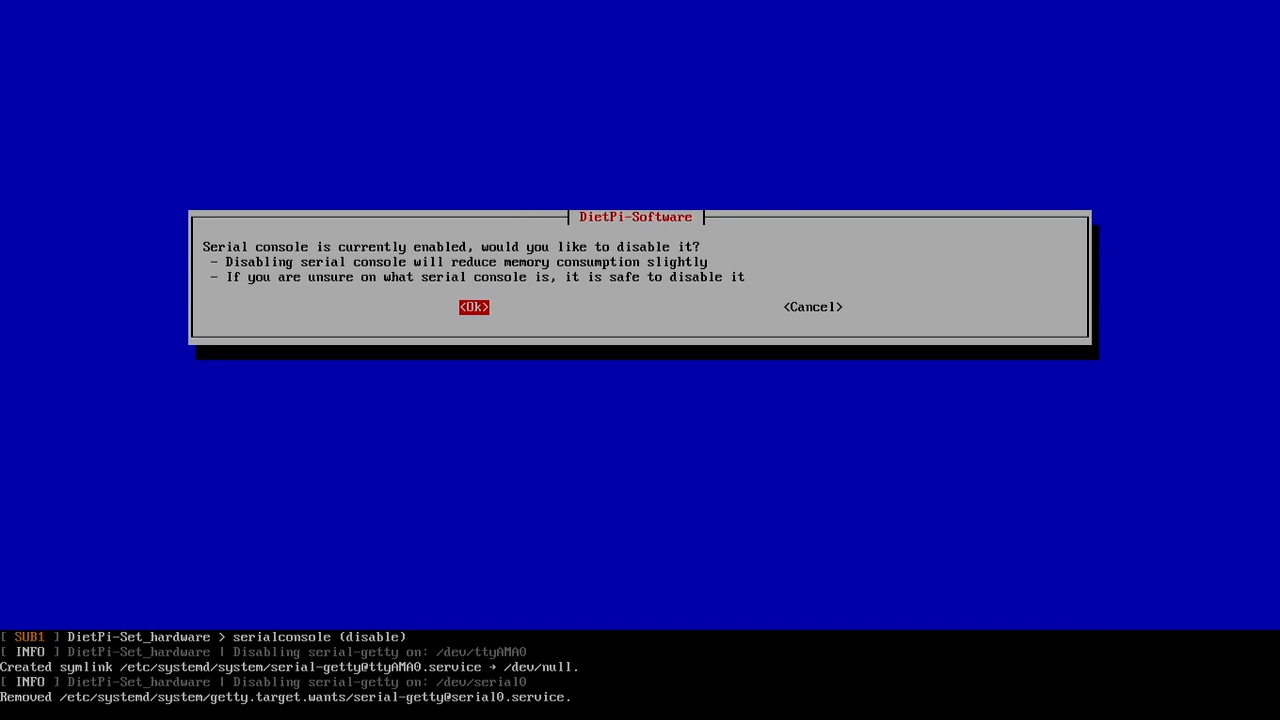 DietPi-Software
Serial console is currently enabled, would you like to disable it?
- Disabling serial console will reduce memory consumption slightly
- If you are unsure on what serial console is, it is safe to disable it
<Ok> <Cancel>
[ SUB1 ] DietPi-Set_hardware > serialconsole (disable)
[ INFO ] DietPi-Set_hardware | Disabling serial-getty on: /dev/ttyAMA0
Created symlink /etc/systemd/system/serial-getty@ttyAMA0.service → /dev/null.
[ INFO ] DietPi-Set_hardware | Disabling serial-getty on: /dev/serial0
Removed /etc/systemd/system/getty.target.wants/serial-getty@serial0.service.